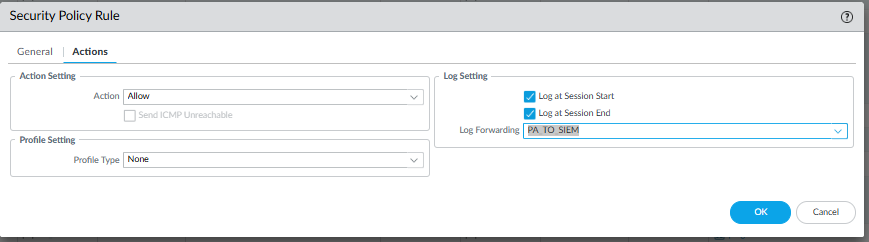 Security Policy Rule
General
Actions
Action Setting
Action
Allow
Send ICMP Unreachable
Profile Setting
Profile Type
None
Log Setting
Log at Session Start
Log at Session End
Log Forwarding
PA_TO_SIEM
OK
Cancel